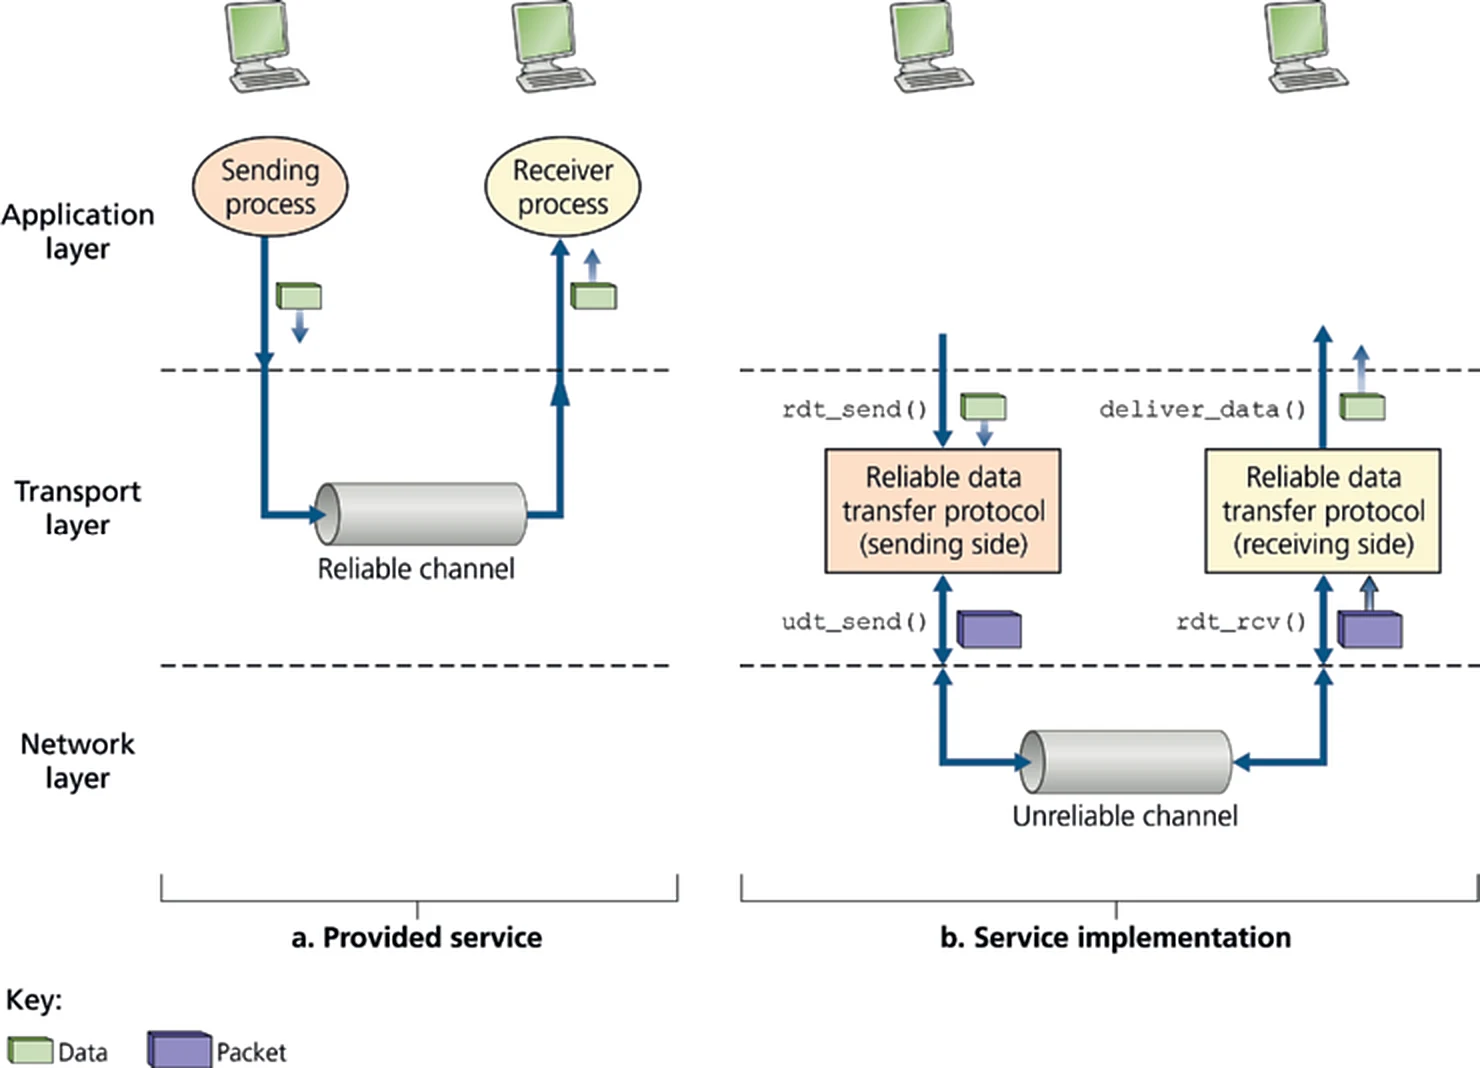 Sending
process
Receiver
process
Application
layer
rdt_send()
deliver_data()
Transport
layer
Reliable channel
Reliable data
transfer protocol
(sending side)
Reliable data
transfer protocol
(receiving side)
udt_send()
rdt_rcv()
Network
layer
Unreliable channel
a. Provided service
b. Service implementation
Key:
Data
Packet